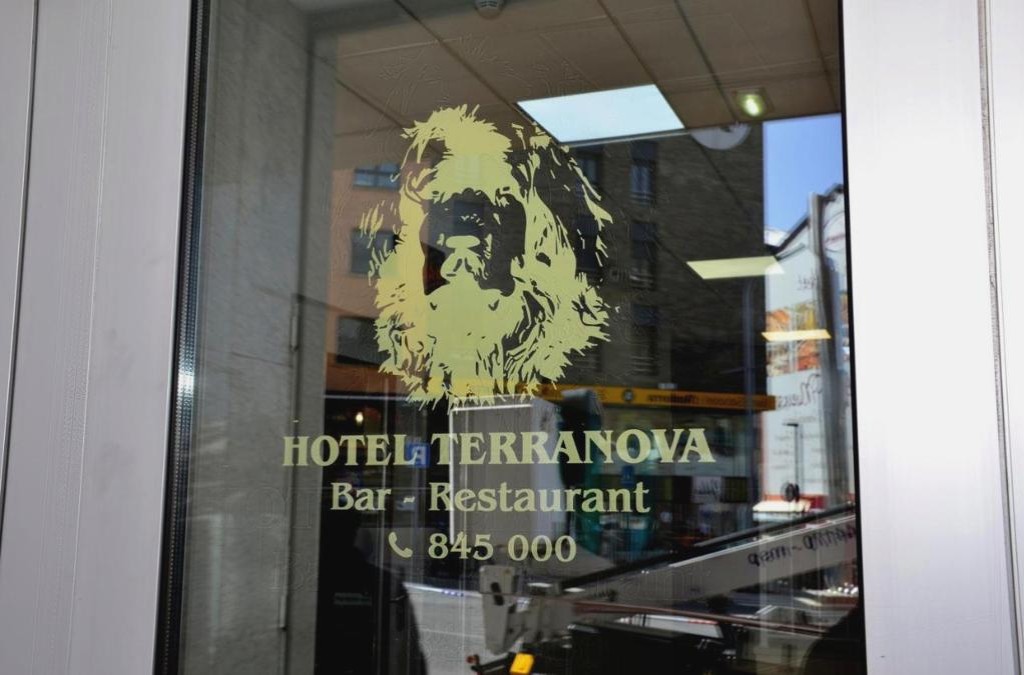 HOTEL TERRANOVA
Bar - Restaurant
845 000